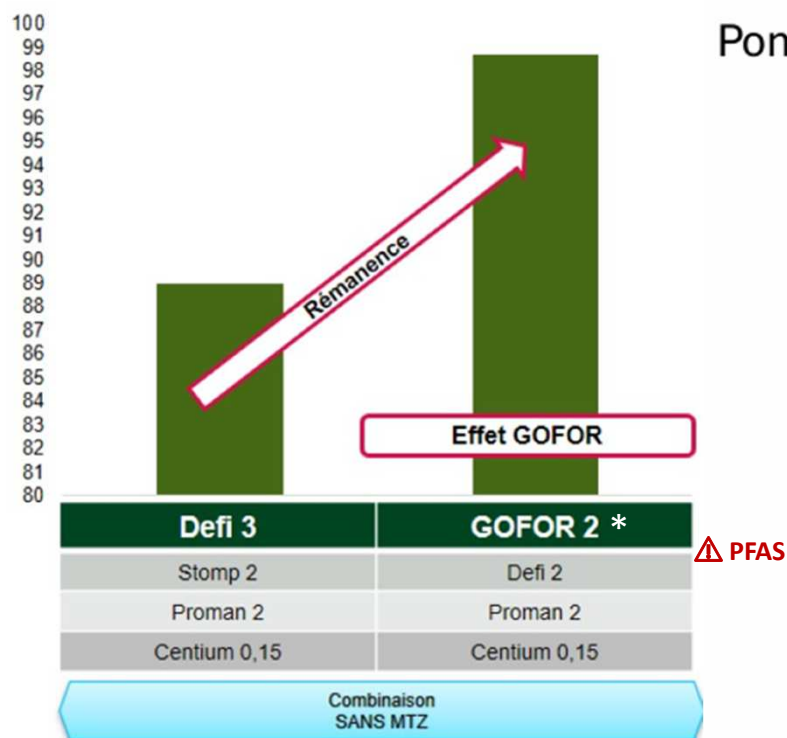 Pon
100
99
98
97
96
95
94
93
92
91
90
89
88
87
86
85
84
83
82
81
80
Rémanence
Effet GOFOR
Defi 3 GOFOR 2 *
PFAS
Stomp 2 Defi 2
Proman 2 Proman 2
Centium 0,15 Centium 0,15
Combinaison
SANS MTZ